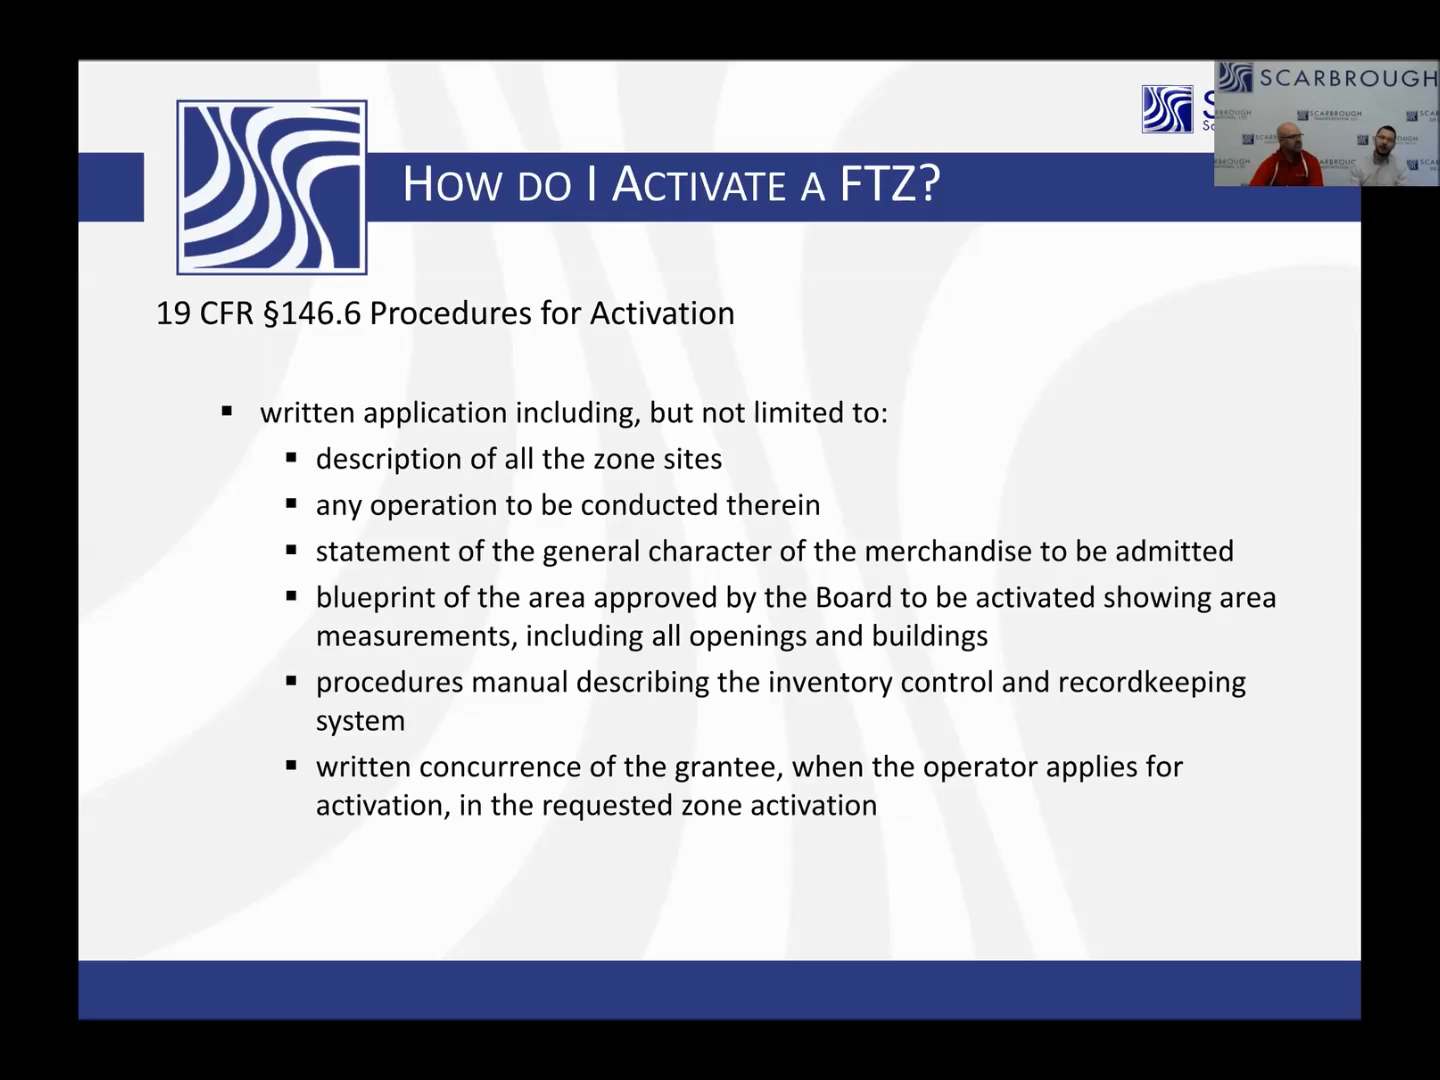 SCARBROUGH
SCARBROUGH
HOW DO I ACTIVATE A FTZ?
19 CFR §146.6 Procedures for Activation
▪ written application including, but not limited to:
▪ description of all the zone sites
▪ any operation to be conducted therein
▪ statement of the general character of the merchandise to be admitted
▪ blueprint of the area approved by the Board to be activated showing area
measurements, including all openings and buildings
▪ procedures manual describing the inventory control and recordkeeping
system
▪ written concurrence of the grantee, when the operator applies for
activation, in the requested zone activation